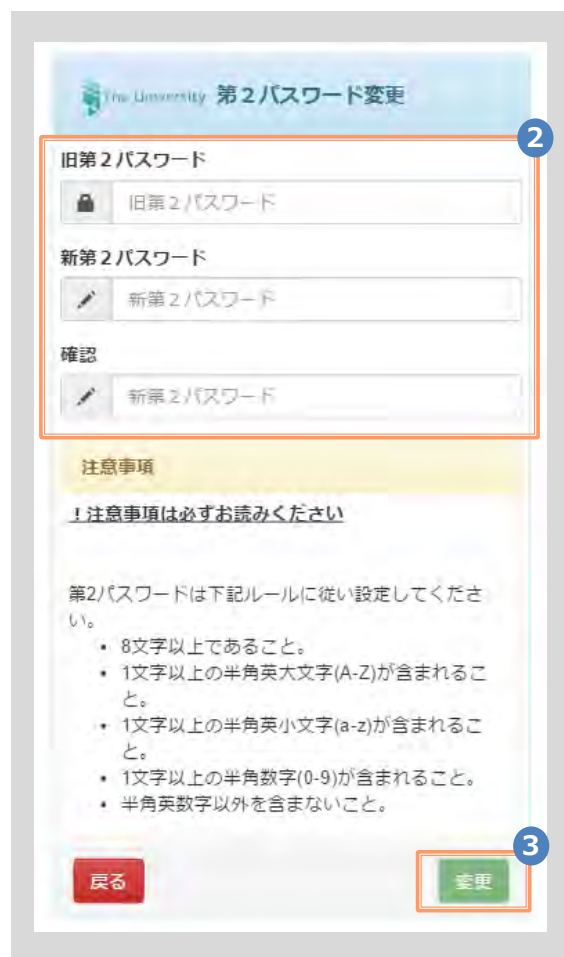 The University 第２パスワード変更
2
旧第２パスワード
旧第２パスワード
新第２パスワード
新第２パスワード
確認
新第２パスワード
注意事項
！注意事項は必ずお読みください
第2パスワードは下記ルールに従い設定してくださ
い。
• 8文字以上であること。
• 1文字以上の半角英大文字(A-Z)が含まれるこ
と。
• 1文字以上の半角英小文字(a-z)が含まれるこ
と。
• 1文字以上の半角数字(0-9)が含まれること。
• 半角英数字以外を含まないこと。
3
戻る
変更